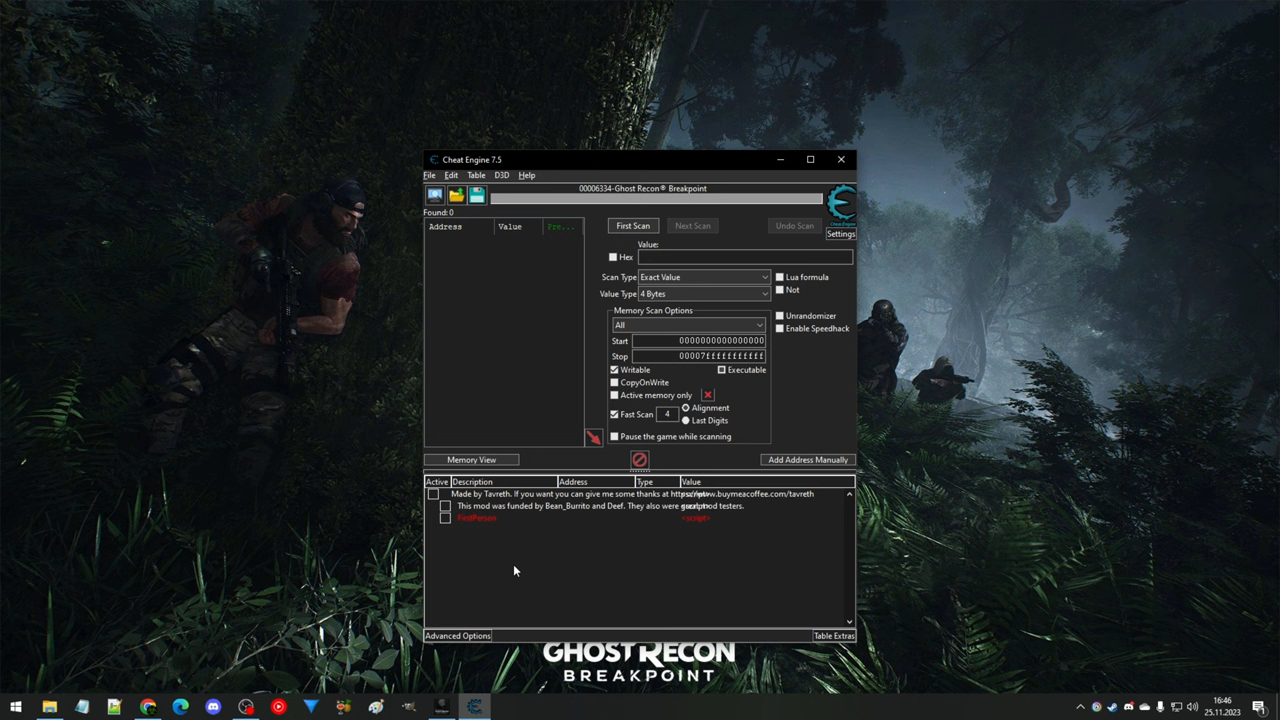 Cheat Engine 7.5
File Edit Table D3D Help
00006334-Ghost Recon® Breakpoint
Found: 0
Address Value Pre...
First Scan Next Scan Undo Scan
Cheat Engine
Settings
Value:
Hex
Scan Type Exact Value
Lua formula
Not
Value Type 4 Bytes
Memory Scan Options
All
Unrandomizer
Enable Speedhack
Start 0000000000000000
Stop 00007fffffffffff
Writable Executable
CopyOnWrite
Active memory only
Fast Scan 4 Alignment
Last Digits
Pause the game while scanning
Memory View Add Address Manually
Active Description Address Type Value
Made by Tavreth. If you want you can give me some thanks at https://www.buymeacoffee.com/tavreth
This mod was funded by Bean_Burrito and Deef. They also were great mod testers.
FirstPerson <script>
Advanced Options Table Extras
GHOST RECON
BREAKPOINT
16:46
25.11.2023